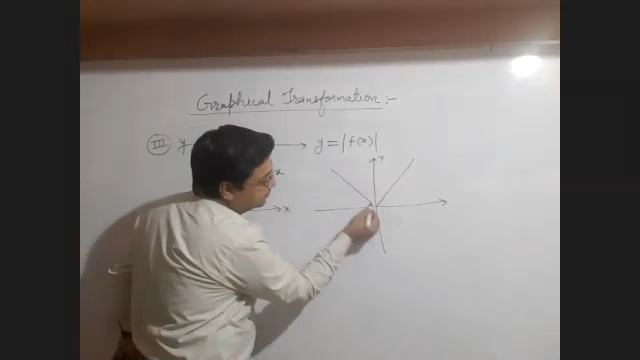 Graphical Transformation:-
III y → y = |f(x)|
x y
x